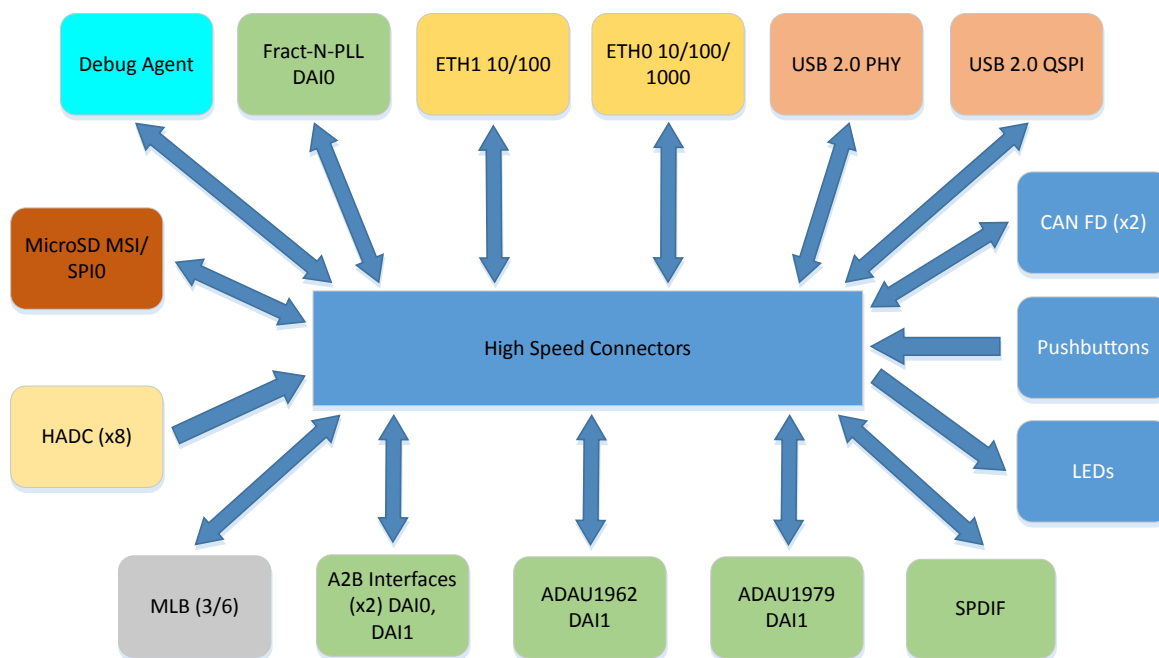 Debug Agent
Fract-N-PLL
DAI0
ETH1 10/100
ETH0 10/100/
1000
USB 2.0 PHY
USB 2.0 QSPI
MicroSD MSI/
SPI0
CAN FD (x2)
High Speed Connectors
Pushbuttons
HADC (x8)
LEDs
MLB (3/6)
A2B Interfaces
(x2) DAI0,
DAI1
ADAU1962
DAI1
ADAU1979
DAI1
SPDIF